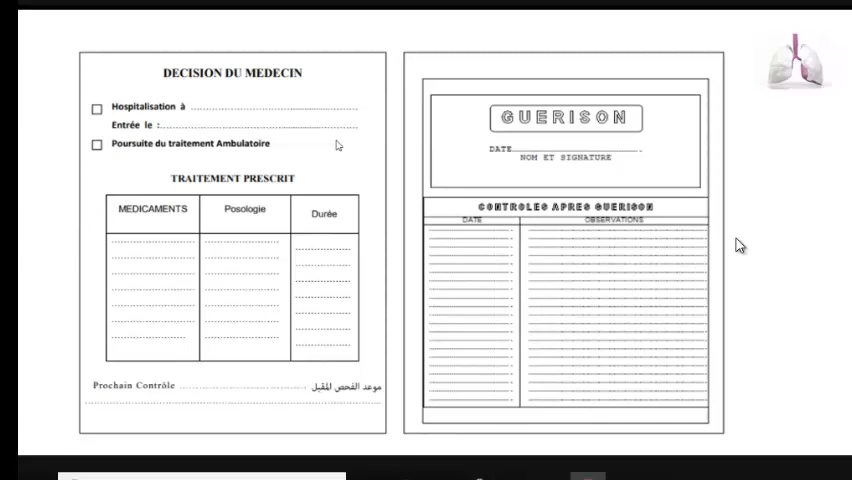 DECISION DU MEDECIN
Hospitalisation à
Entrée le :
Poursuite du traitement Ambulatoire
TRAITEMENT PRESCRIT
MEDICAMENTS Posologie Durée
Prochain Contrôle موعد الفحص المقبل
GUERISON
DATE
NOM ET SIGNATURE
CONTROLES APRES GUERISON
DATE OBSERVATIONS